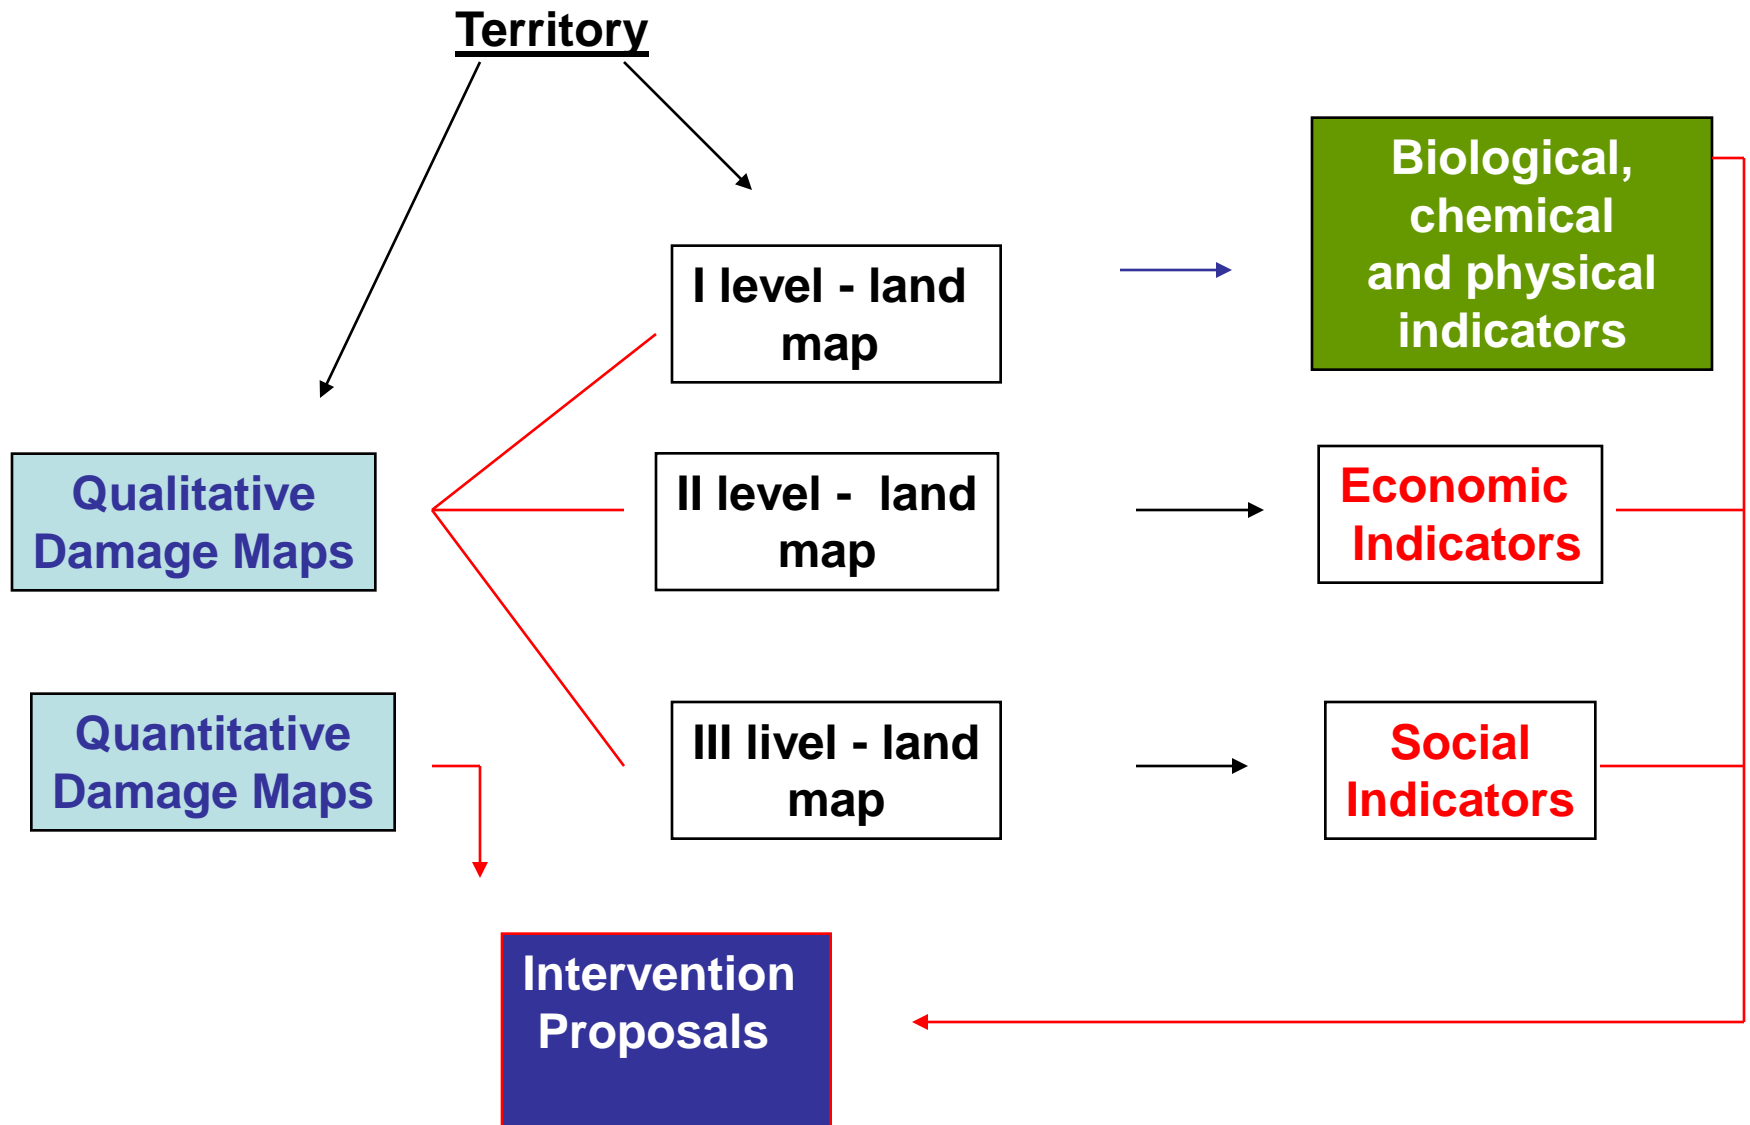 Territory
Biological,
chemical
and physical
indicators
I level - land
map
Qualitative
Damage Maps
II level - land
map
Economic
Indicators
Quantitative
Damage Maps
III livel - land
map
Social
Indicators
Intervention
Proposals